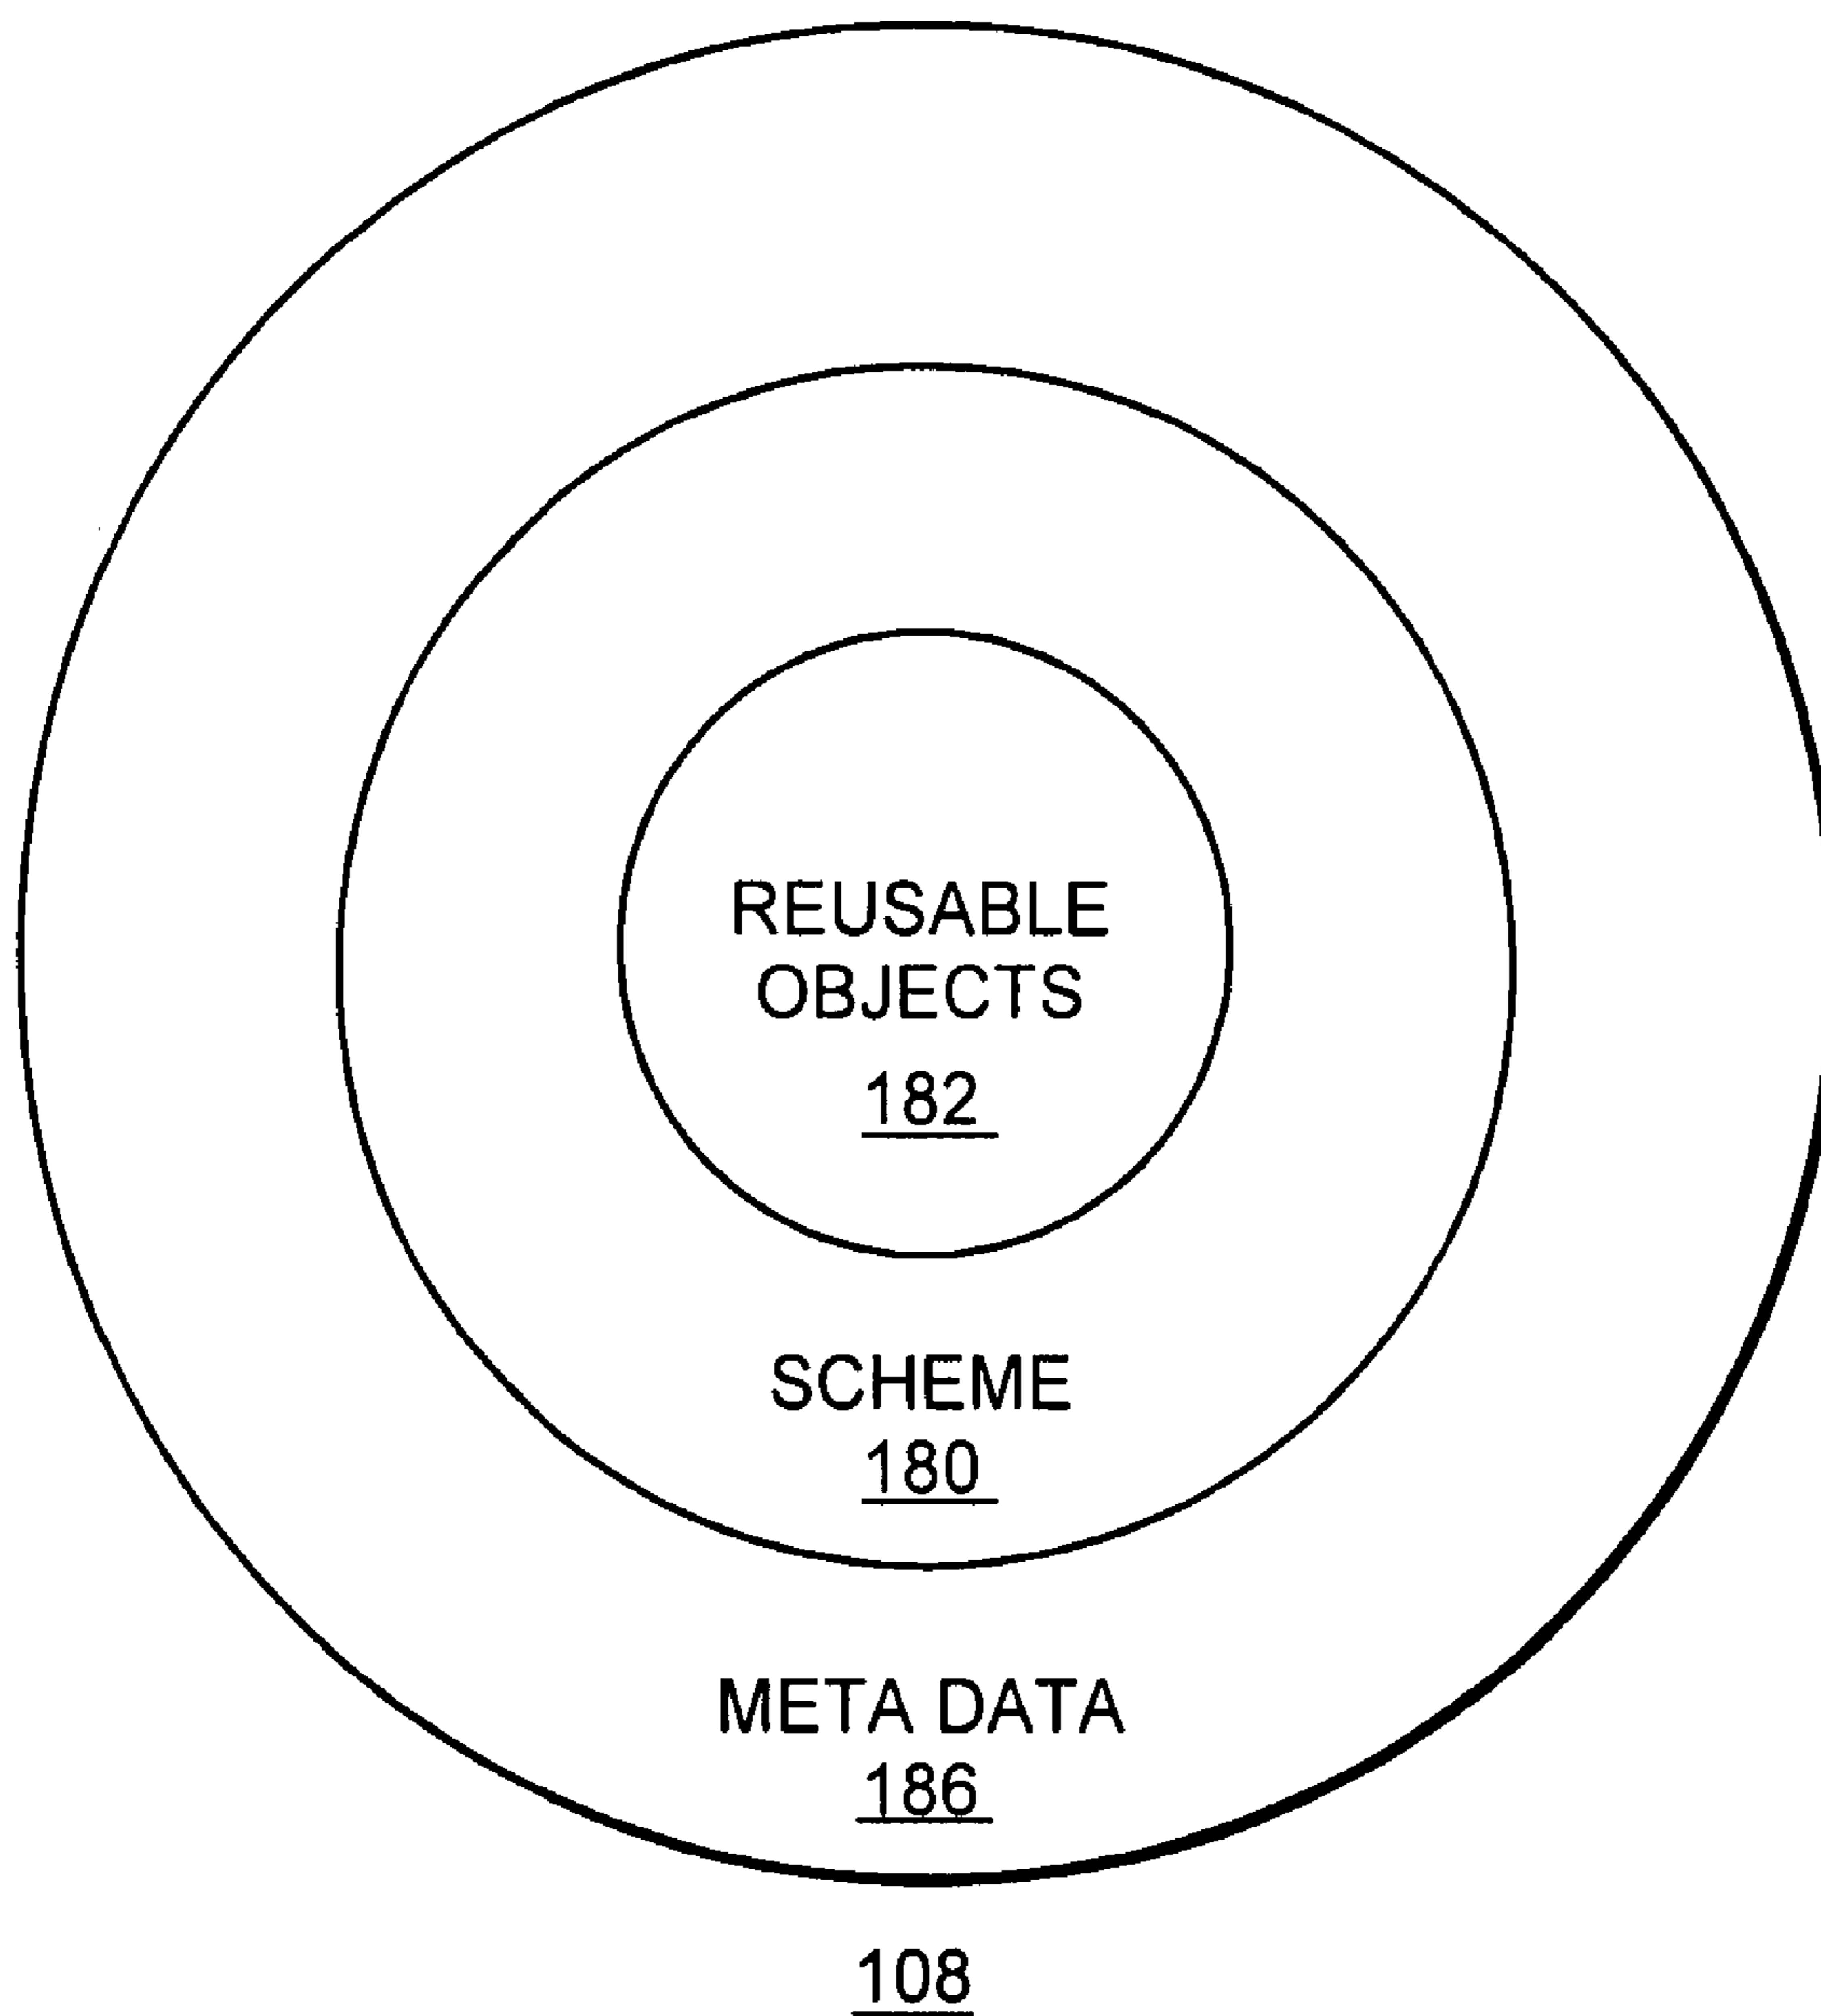 REUSABLE
OBJECTS
182
SCHEME
180
META DATA
186
108